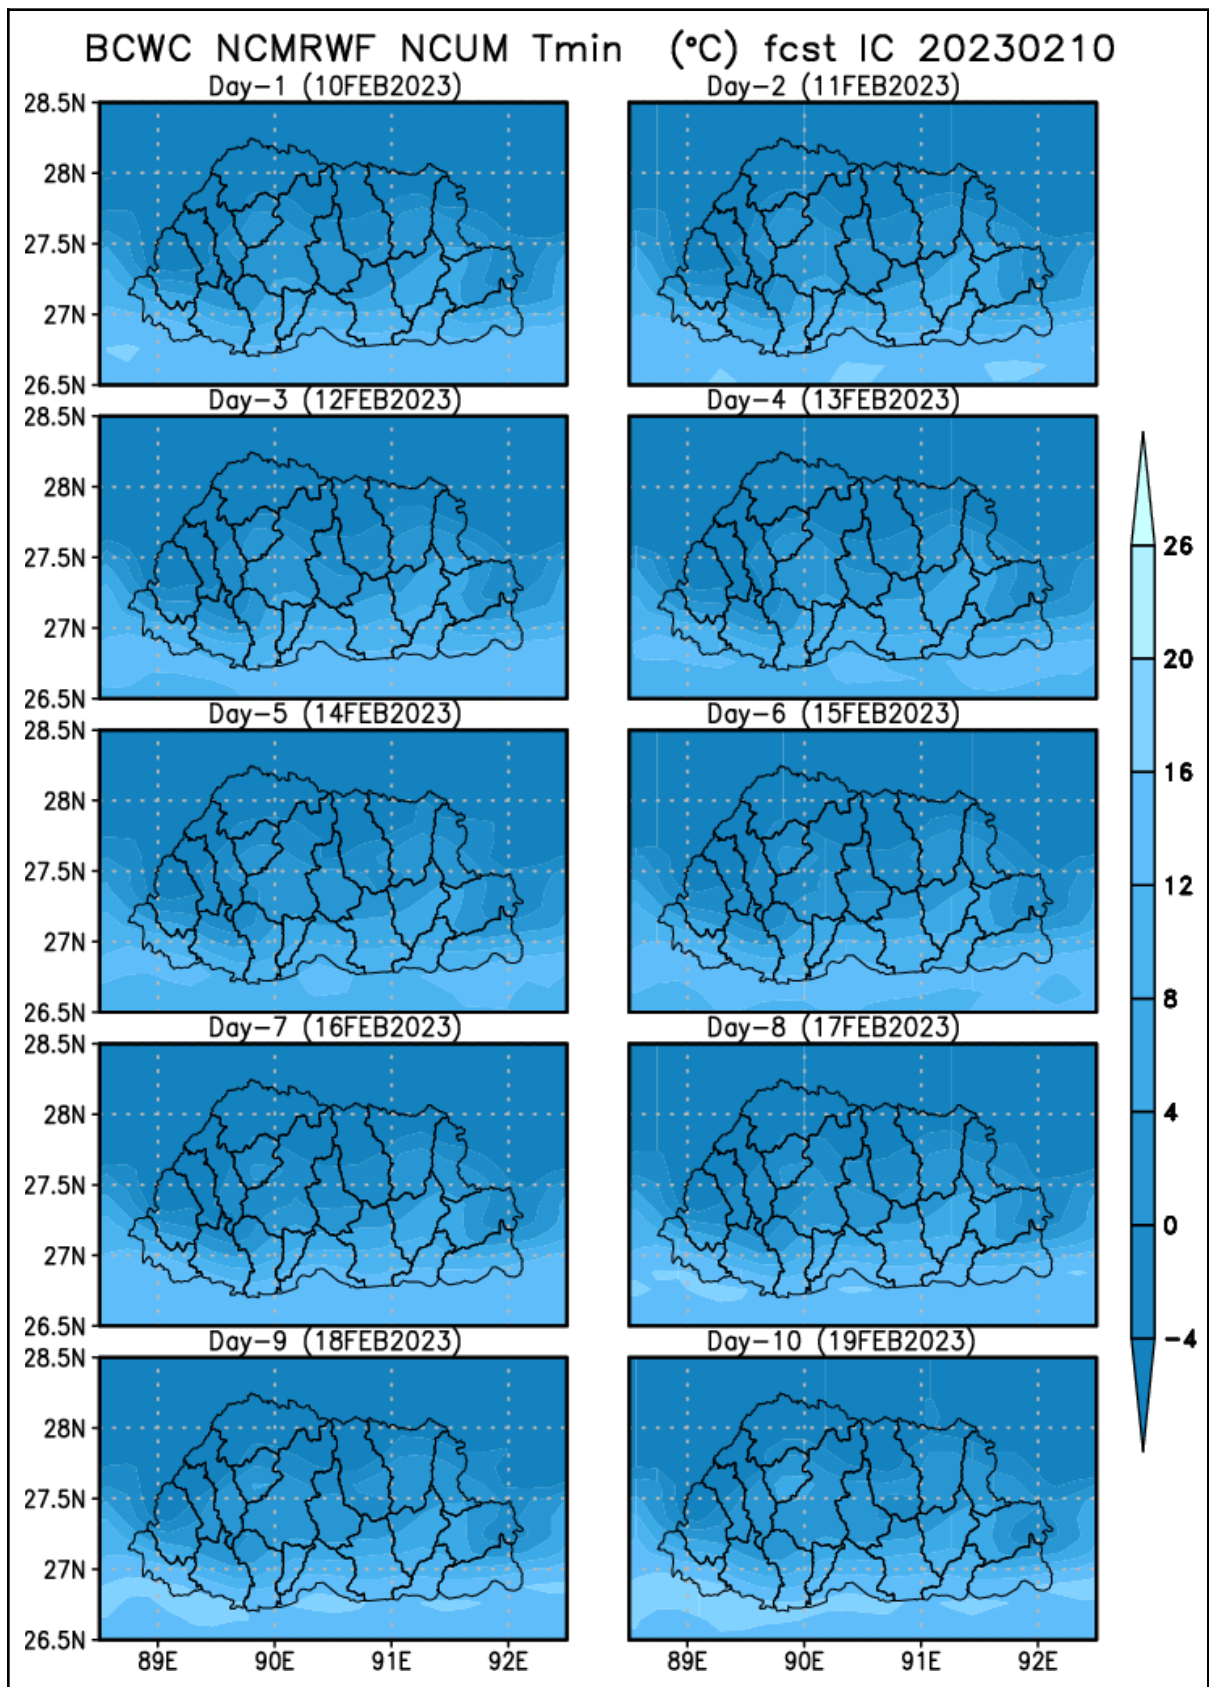 BCWC NCMRWF NCUM Tmin (°C) fcst IC 20230210
Day-1 (10FEB2023) Day-2 (11FEB2023)
28.5N
28N
27.5N
27N
26.5N
Day-3 (12FEB2023) Day-4 (13FEB2023)
28.5N
28N
27.5N
27N
26.5N
Day-5 (14FEB2023) Day-6 (15FEB2023)
28.5N
28N
27.5N
27N
26.5N
Day-7 (16FEB2023) Day-8 (17FEB2023)
28.5N
28N
27.5N
27N
26.5N
Day-9 (18FEB2023) Day-10 (19FEB2023)
28.5N
28N
27.5N
27N
26.5N
89E 90E 91E 92E 89E 90E 91E 92E
26
20
16
12
8
4
0
-4